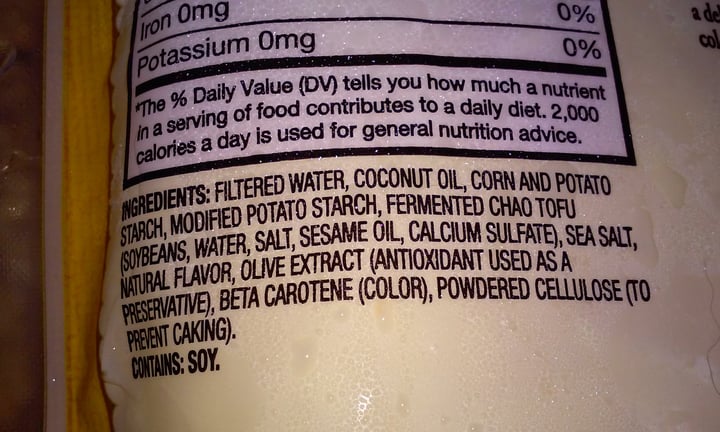 Iron 0mg 0%
Potassium 0mg 0%
*The % Daily Value (DV) tells you how much a nutrient
in a serving of food contributes to a daily diet. 2,000
calories a day is used for general nutrition advice.
INGREDIENTS: FILTERED WATER, COCONUT OIL, CORN AND POTATO
STARCH, MODIFIED POTATO STARCH, FERMENTED CHAO TOFU
(SOYBEANS, WATER, SALT, SESAME OIL, CALCIUM SULFATE), SEA SALT,
NATURAL FLAVOR, OLIVE EXTRACT (ANTIOXIDANT USED AS A
PRESERVATIVE), BETA CAROTENE (COLOR), POWDERED CELLULOSE (TO
PREVENT CAKING).
CONTAINS: SOY.
a